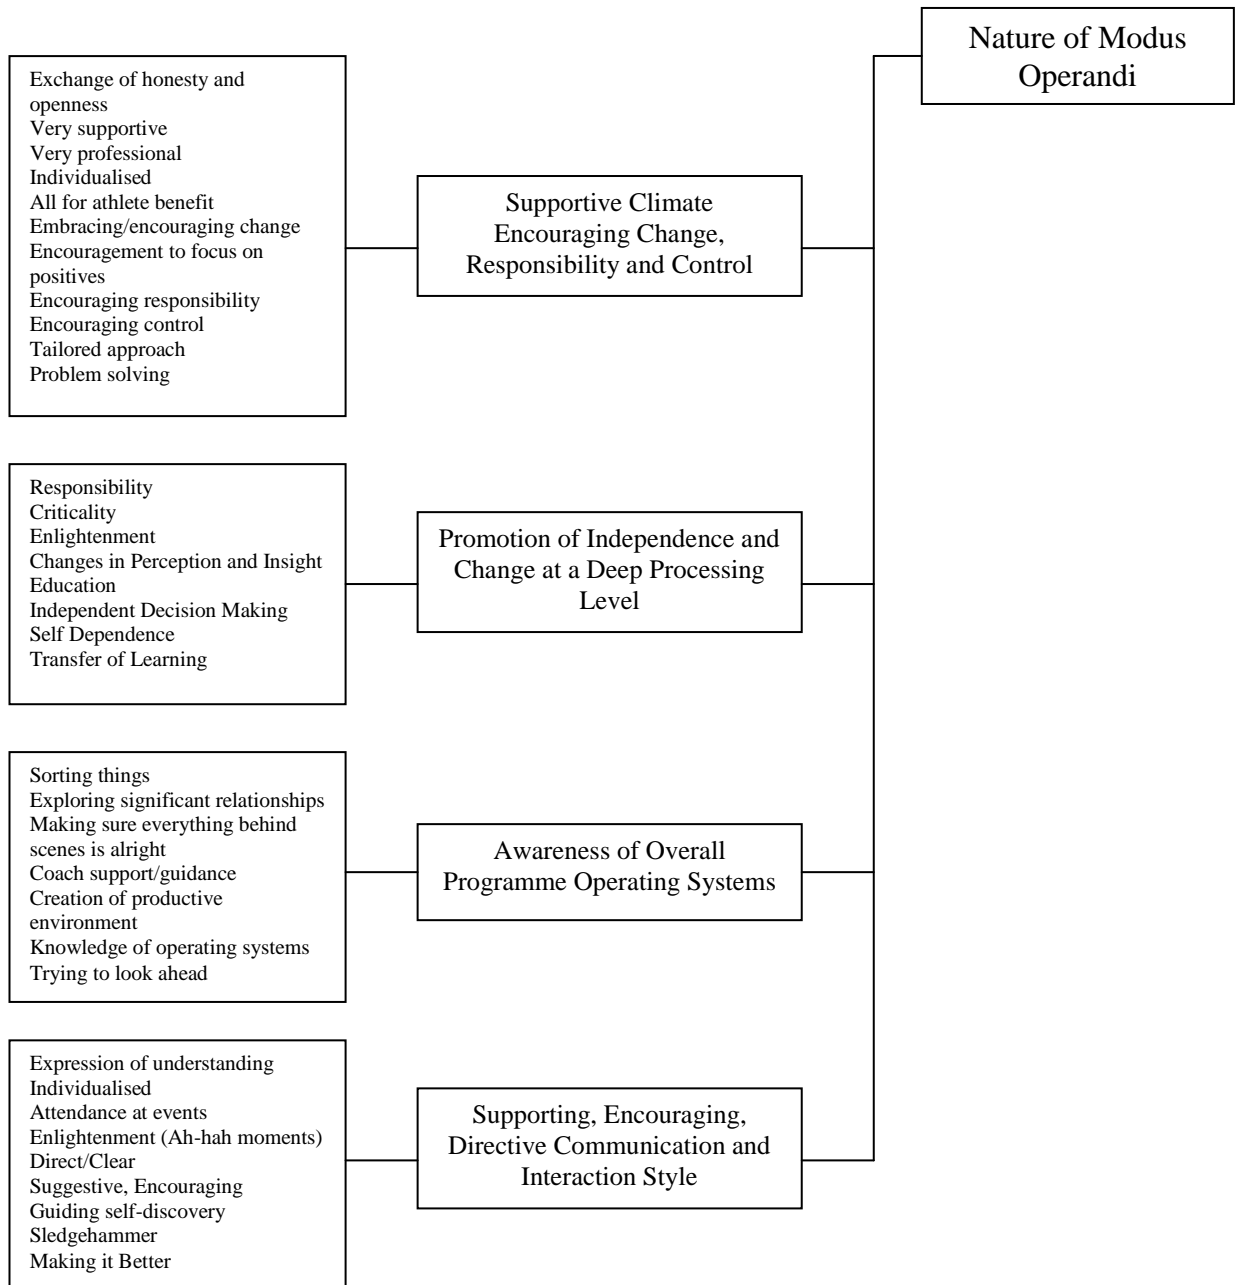 Nature of Modus
Operandi
Exchange of honesty and
openness
Very supportive
Very professional
Individualised
All for athlete benefit
Embracing/encouraging change
Encouragement to focus on
positives
Encouraging responsibility
Encouraging control
Tailored approach
Problem solving
Supportive Climate
Encouraging Change,
Responsibility and Control
Responsibility
Criticality
Enlightenment
Changes in Perception and Insight
Education
Independent Decision Making
Self Dependence
Transfer of Learning
Promotion of Independence and
Change at a Deep Processing
Level
Sorting things
Exploring significant relationships
Making sure everything behind
scenes is alright
Coach support/guidance
Creation of productive
environment
Knowledge of operating systems
Trying to look ahead
Awareness of Overall
Programme Operating Systems
Expression of understanding
Individualised
Attendance at events
Enlightenment (Ah-hah moments)
Direct/Clear
Suggestive, Encouraging
Guiding self-discovery
Sledgehammer
Making it Better
Supporting, Encouraging,
Directive Communication and
Interaction Style